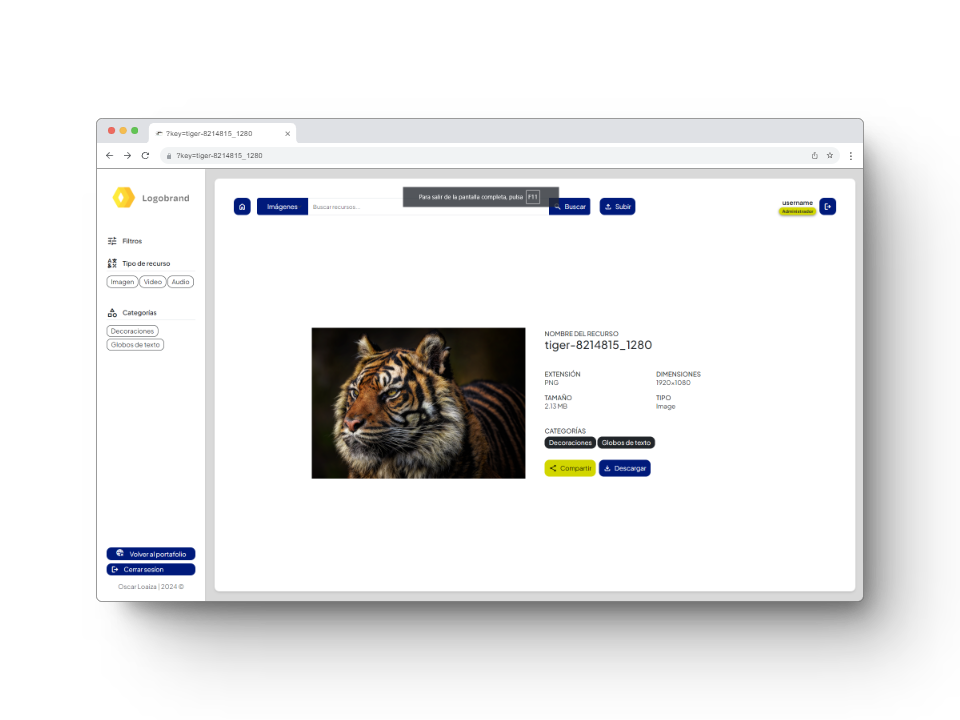 ?key=tiger-8214815_1280
?key=tiger-8214815_1280
Logobrand
Filtros
Tipo de recurso
Imagen Video Audio
Categorías
Decoraciones
Globos de texto
Volver al portafolio
Cerrar sesion
Oscar Loaiza | 2024 ©
Imágenes Buscar recursos... Buscar Subir
Para salir de la pantalla completa, pulsa F11
username
Administrador
NOMBRE DEL RECURSO
tiger-8214815_1280
EXTENSIÓN DIMENSIONES
PNG 1920x1080
TAMAÑO TIPO
2.13 MB Image
CATEGORÍAS
Decoraciones Globos de texto
Compartir Descargar